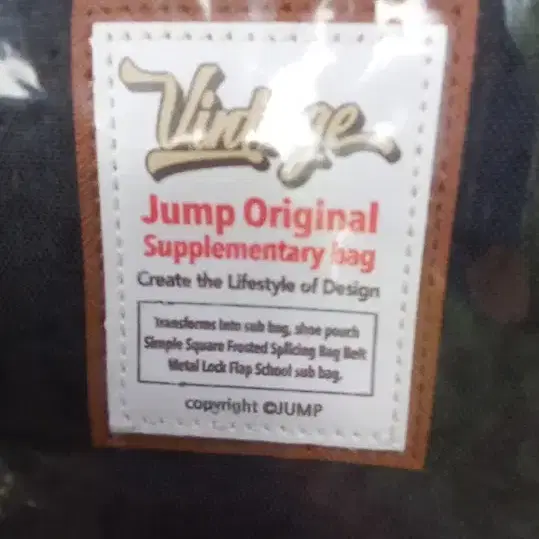 Vintage
Jump Original
Supplementary bag
Create the Lifestyle of Design
Transforms into sub bag, shoe pouch
Simple Square Frosted Splicing Bag Belt
Metal Lock Flap School sub bag.
copyright ©JUMP